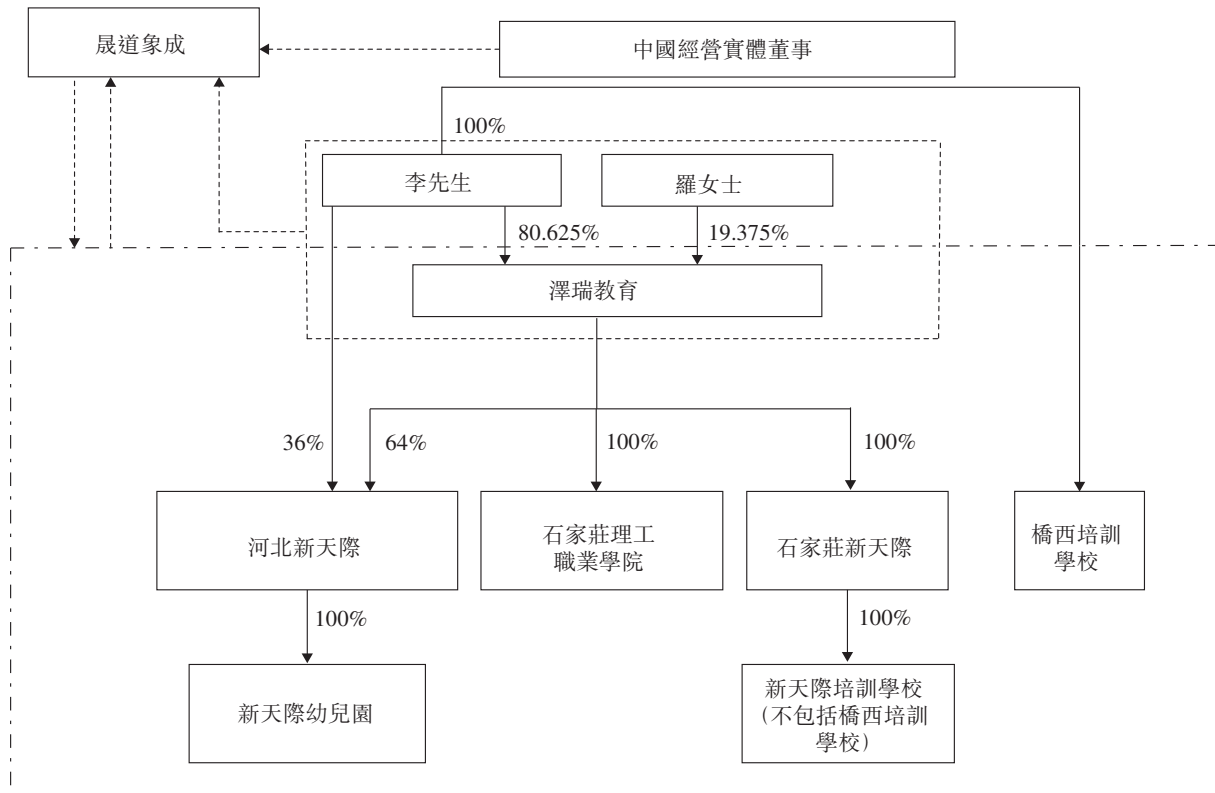 晟道象成
中國經營實體董事
100%
李先生
羅女士
80.625%
19.375%
澤瑞教育
36%
64%
100%
100%
河北新天際
石家莊理工
職業學院
石家莊新天際
橋西培訓
學校
100%
100%
新天際幼兒園
新天際培訓學校
(不包括橋西培訓
學校)